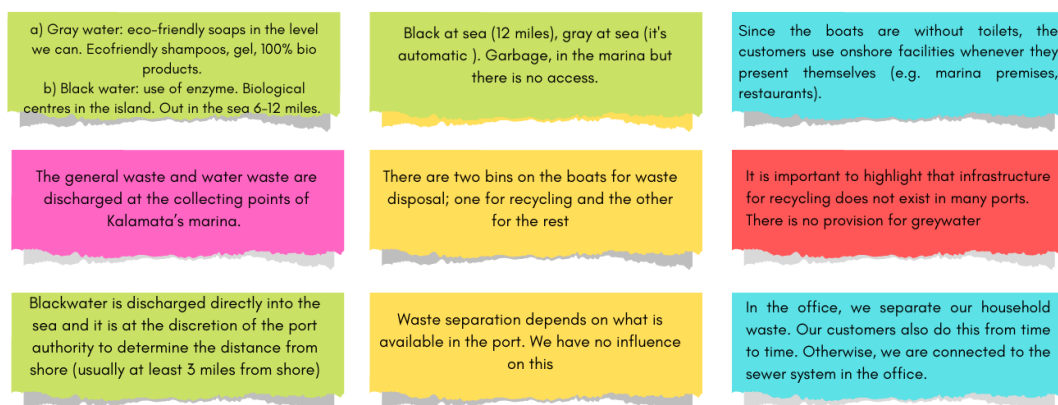 a) Gray water: eco-friendly soaps in the level
we can. Ecofriendly shampoos, gel, 100% bio
products.
b) Black water: use of enzyme. Biological
centres in the island. Out in the sea 6-12 miles.
Black at sea (12 miles), gray at sea (it's
automatic ). Garbage, in the marina but
there is no access.
Since the boats are without toilets, the
customers use onshore facilities whenever they
present themselves (e.g. marina premises,
restaurants).
The general waste and water waste are
discharged at the collecting points of
Kalamata's marina.
There are two bins on the boats for waste
disposal; one for recycling and the other
for the rest
It is important to highlight that infrastructure
for recycling does not exist in many ports.
There is no provision for greywater
Blackwater is discharged directly into the
sea and it is at the discretion of the port
authority to determine the distance from
shore (usually at least 3 miles from shore)
Waste separation depends on what is
available in the port. We have no influence
on this
In the office, we separate our household
waste. Our customers also do this from time
to time. Otherwise, we are connected to the
sewer system in the office.